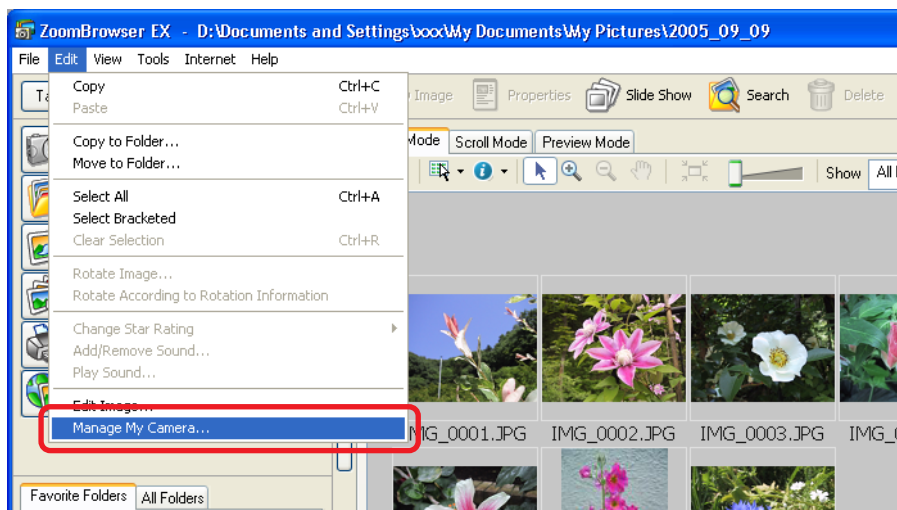 ZoomBrowser EX - D:\Documents and Settings\xxx\My Documents\My Pictures\2005_09_09
File Edit View Tools Internet Help
Image Properties Slide Show Search Delete
Mode Scroll Mode Preview Mode
Show All
Copy Ctrl+C
Paste Ctrl+V
Copy to Folder...
Move to Folder...
Select All Ctrl+A
Select Bracketed
Clear Selection Ctrl+R
Rotate Image...
Rotate According to Rotation Information
Change Star Rating
Add/Remove Sound...
Play Sound...
Edit Image...
Manage My Camera...
IMG_0001.JPG IMG_0002.JPG IMG_0003.JPG IMG_
Favorite Folders All Folders